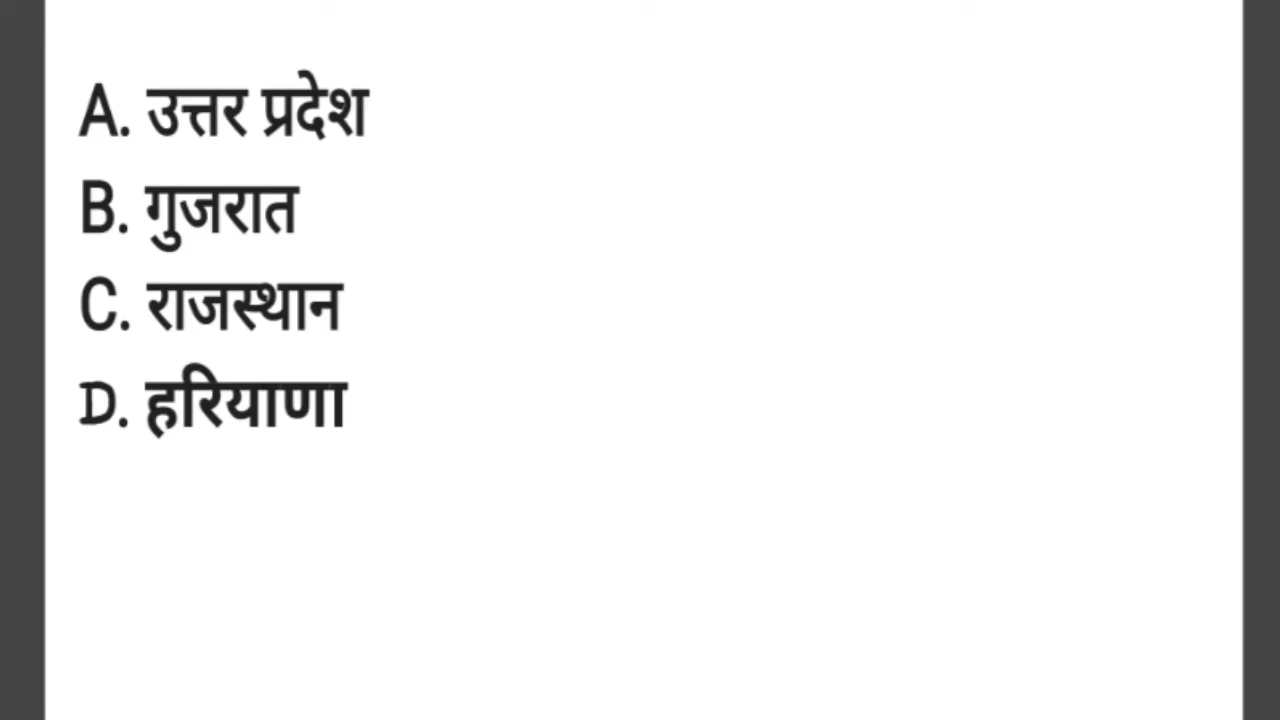 A. उत्तर प्रदेश
B. गुजरात
C. राजस्थान
D. हरियाणा